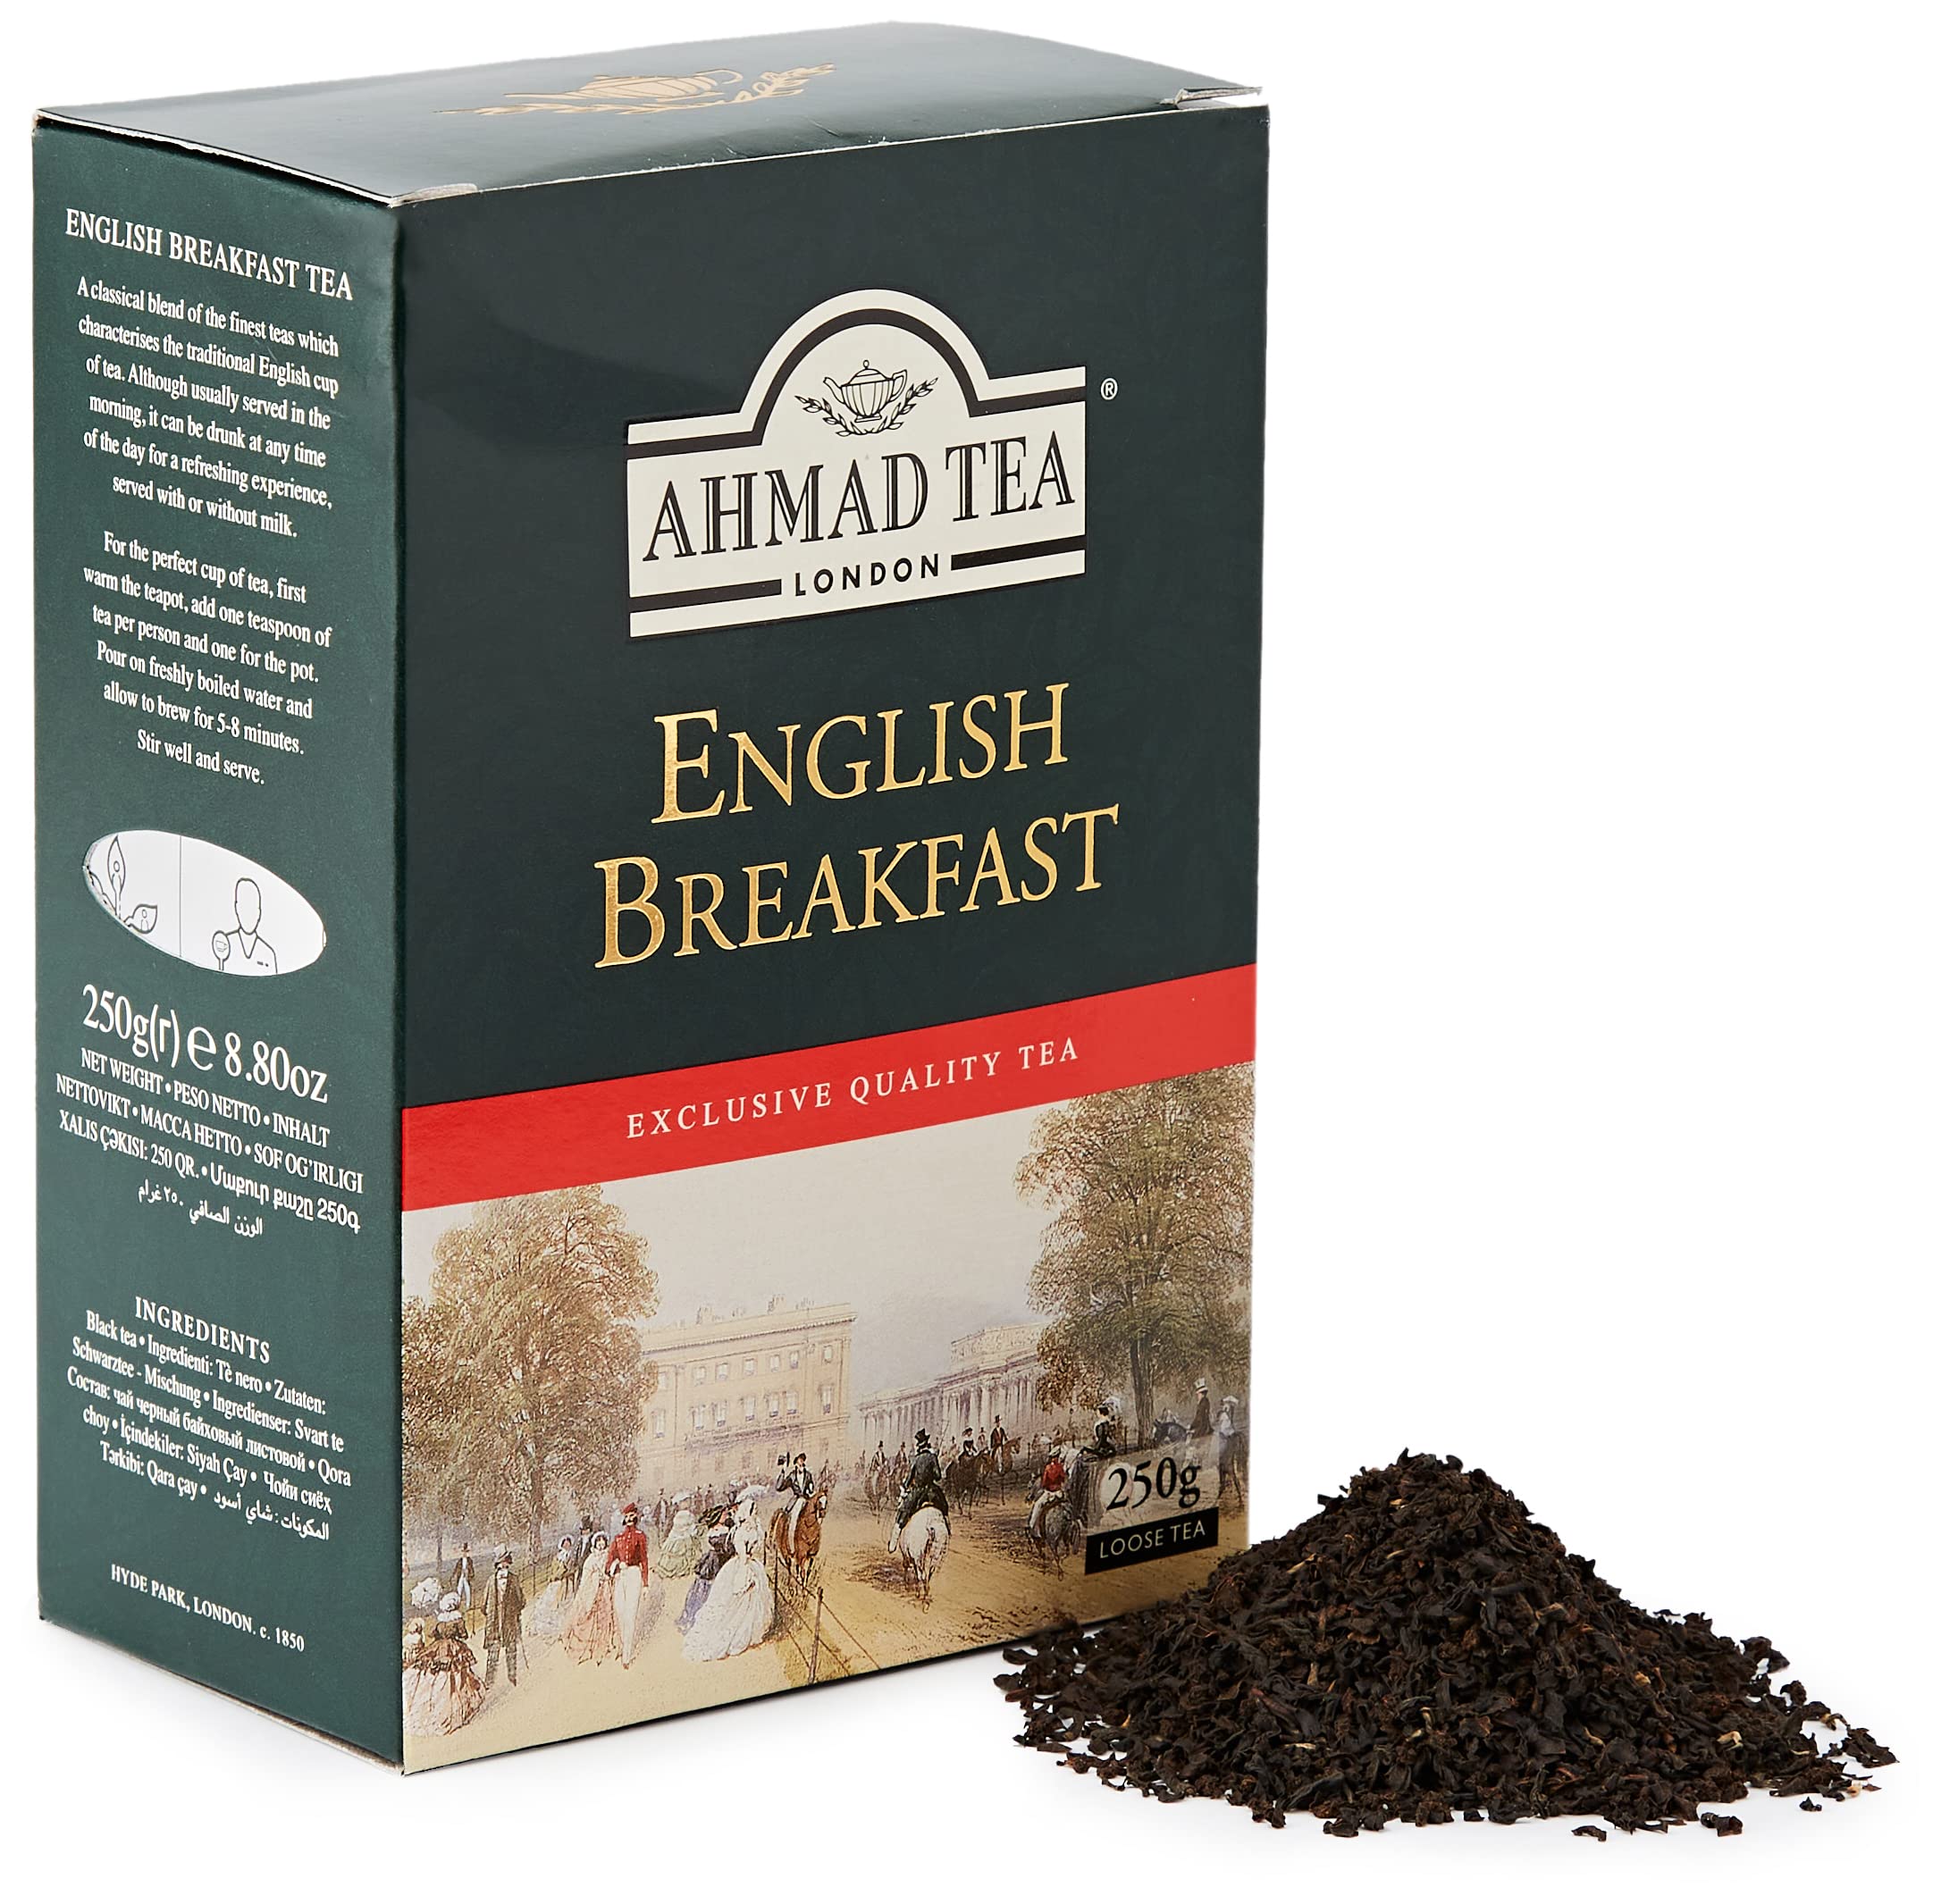 ENGLISH BREAKFAST TEA
A classical blend of the finest teas which
characterises the traditional English cup
of tea. Although usually served in the
morning, it can be drunk at any time
of the day for a refreshing experience,
served with or without milk.
For the perfect cup of tea, first
warm the teapot, add one teaspoon of
tea per person and one for the pot.
Pour on freshly boiled water and
allow to brew for 5-8 minutes.
Stir well and serve.
250g(г) ℮ 8.80oz
NET WEIGHT • PESO NETTO • INHALT
NETTOVIKT • МАССА НЕТТО • SOF OG'IRLIGI
XALIS ÇƏKISI: 250 QR. • Մաքուր քաշը 250գ
الوزن الصافي ٢٥٠ غرام
INGREDIENTS
Black tea • Ingredienti: Tè nero • Zutaten:
Schwarztee - Mischung • Ingredienser: Svart te
Состав: чай черный байховый листовой • Qora
choy • İçindekiler: Siyah Çay • Чойи сиёҳ
Tərkibi: Qara çay • المكونات: شاي أسود
HYDE PARK, LONDON. c. 1850
®
AHMAD TEA
LONDON
ENGLISH
BREAKFAST
EXCLUSIVE QUALITY TEA
250g
LOOSE TEA